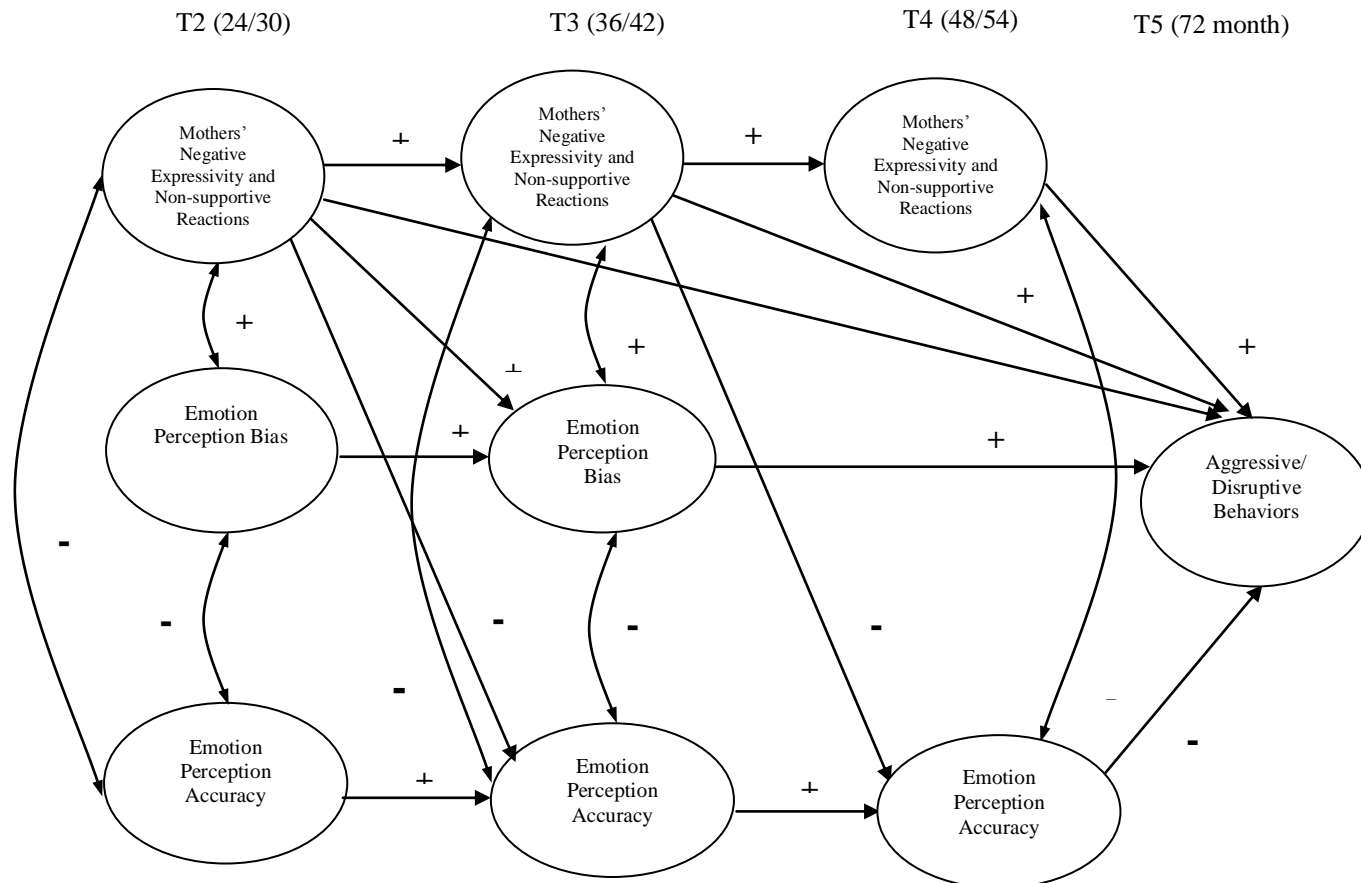 T2 (24/30)
T3 (36/42)
T4 (48/54)
T5 (72 month)
Mothers'
Negative
Expressivity and
Non-supportive
Reactions
+
Mothers'
Negative
Expressivity and
Non-supportive
Reactions
+
Mothers'
Negative
Expressivity and
Non-supportive
Reactions
+
+
+
+
+
Emotion
Perception Bias
+
Emotion
Perception
Bias
+
Aggressive/
Disruptive
Behaviors
-
-
-
-
-
-
-
-
Emotion
Perception
Accuracy
+
Emotion
Perception
Accuracy
+
Emotion
Perception
Accuracy